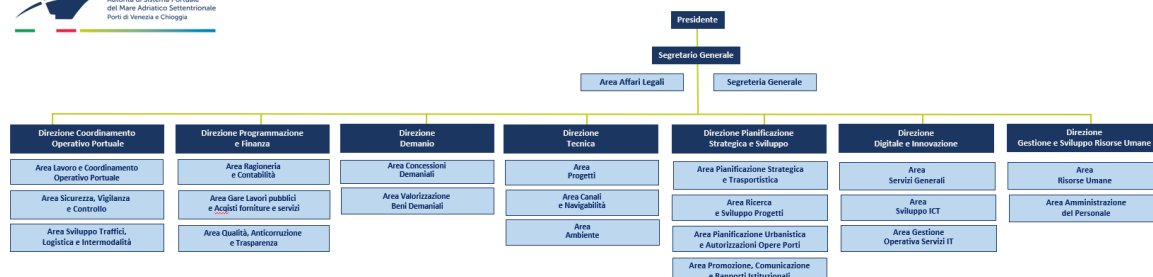 Autorità di Sistema Portuale
del Mare Adriatico Settentrionale
Porti di Venezia e Chioggia
Presidente
Segretario Generale
Area Affari Legali
Segreteria Generale
Direzione Coordinamento
Operativo Portuale
Area Lavoro e Coordinamento
Operativo Portuale
Area Sicurezza, Vigilanza
e Controllo
Area Sviluppo Traffici,
Logistica e Intermodalità
Direzione Programmazione
e Finanza
Area Ragioneria
e Contabilità
Area Gare Lavori pubblici
e Acqisti forniture e servizi
Area Qualità, Anticorruzione
e Trasparenza
Direzione
Demanio
Area Concessioni
Demaniali
Area Valorizzazione
Beni Demaniali
Direzione
Tecnica
Area
Progetti
Area Canali
e Navigabilità
Area
Ambiente
Direzione Pianificazione
Strategica e Sviluppo
Area Pianificazione Strategica
e Trasportistica
Area Ricerca
e Sviluppo Progetti
Area Pianificazione Urbanistica
e Autorizzazioni Opere Porti
Area Promozione, Comunicazione
e Rapporti Istituzionali
Direzione
Digitale e Innovazione
Area
Servizi Generali
Area
Sviluppo ICT
Area Gestione
Operativa Servizi IT
Direzione
Gestione e Sviluppo Risorse Umane
Area
Risorse Umane
Area Amministrazione
del Personale